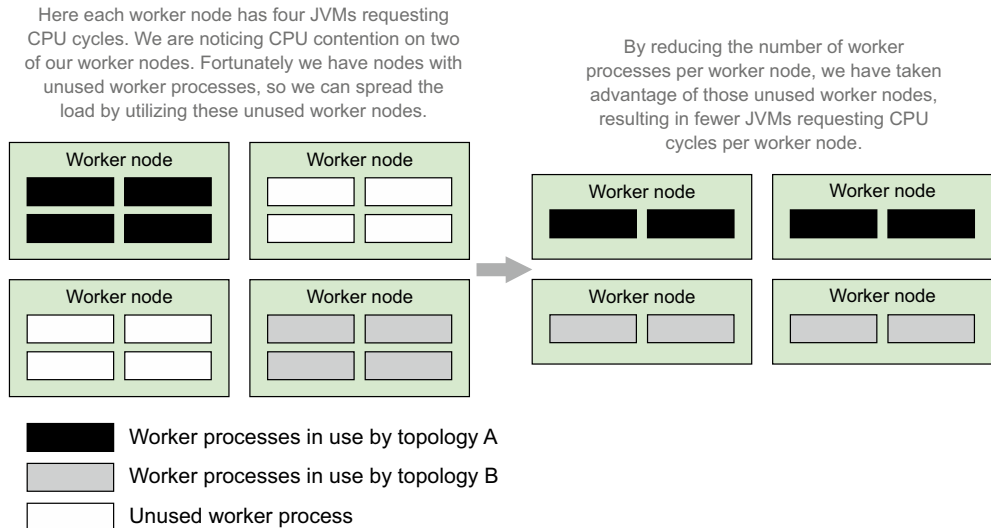 Here each worker node has four JVMs requesting
CPU cycles. We are noticing CPU contention on two
of our worker nodes. Fortunately we have nodes with
unused worker processes, so we can spread the
load by utilizing these unused worker nodes.
By reducing the number of worker
processes per worker node, we have taken
advantage of those unused worker nodes,
resulting in fewer JVMs requesting CPU
cycles per worker node.
Worker node
Worker node
Worker node
Worker node
Worker node
Worker node
Worker node
Worker node
Worker processes in use by topology A
Worker processes in use by topology B
Unused worker process